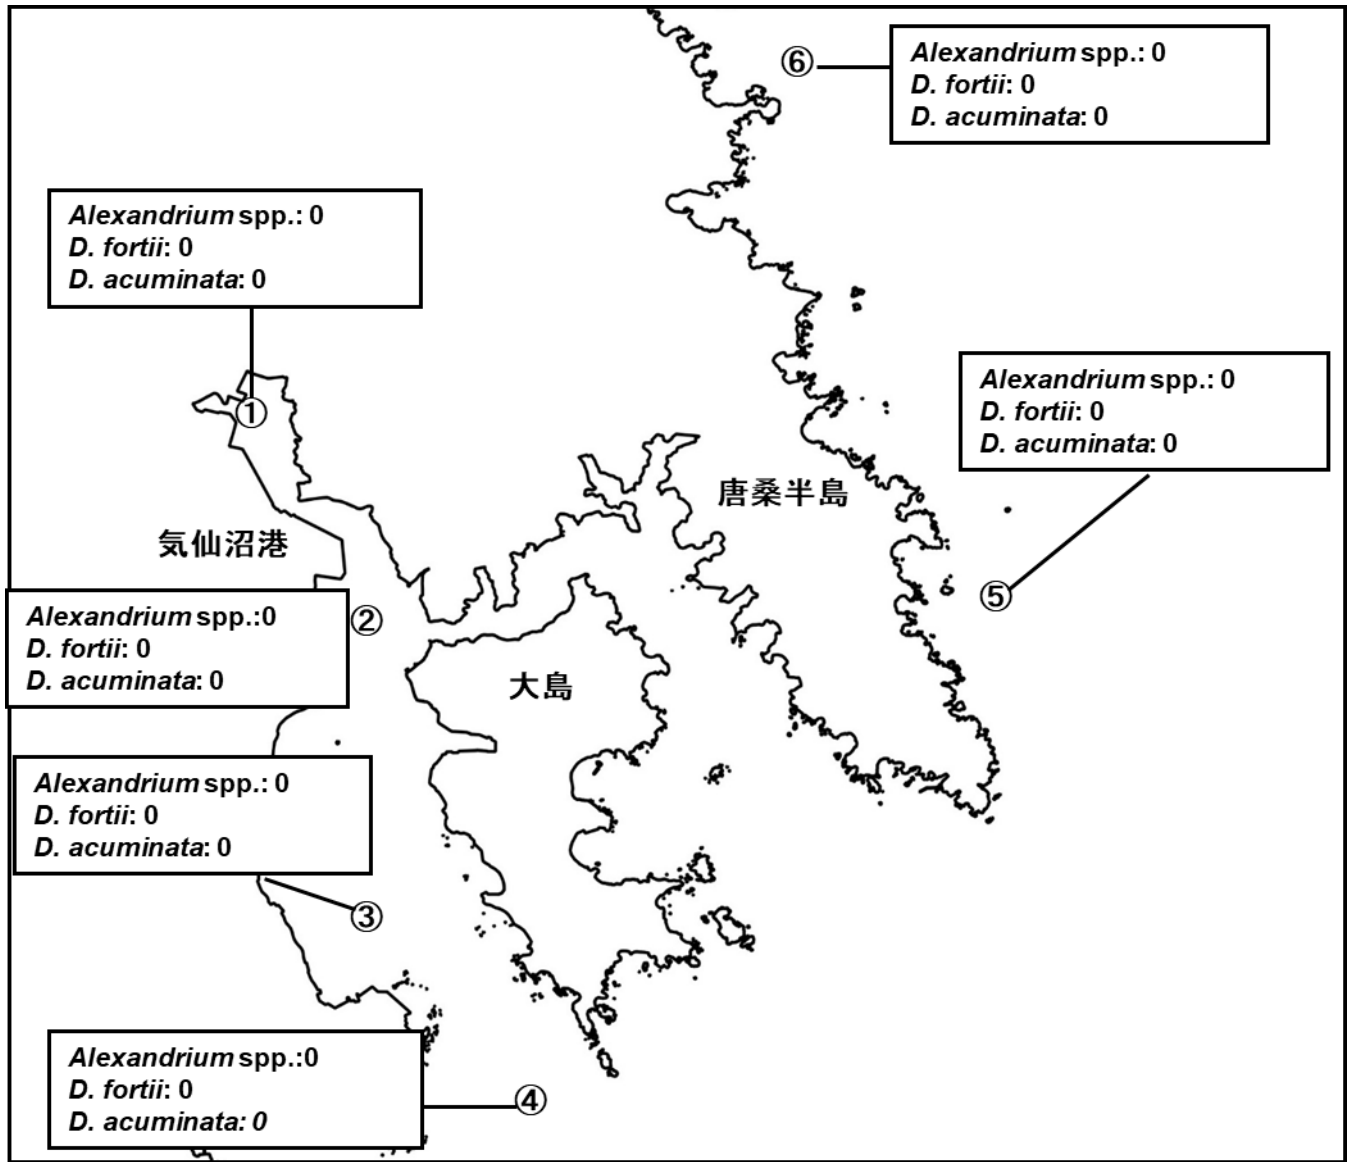 ⑥
Alexandrium spp.: 0
D. fortii: 0
D. acuminata: 0
Alexandrium spp.: 0
D. fortii: 0
D. acuminata: 0
①
Alexandrium spp.: 0
D. fortii: 0
D. acuminata: 0
⑤
唐桑半島
気仙沼港
Alexandrium spp.:0
D. fortii: 0
D. acuminata: 0
②
大島
Alexandrium spp.: 0
D. fortii: 0
D. acuminata: 0
③
Alexandrium spp.:0
D. fortii: 0
D. acuminata: 0
④